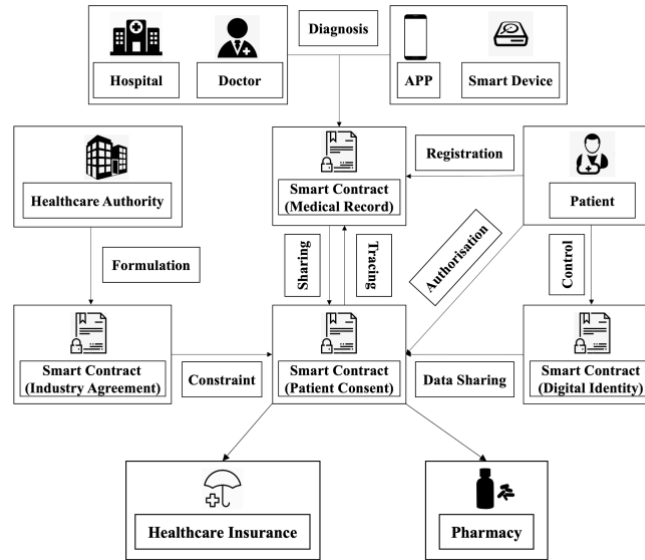 Diagnosis
Hospital
Doctor
APP
Smart Device
Healthcare Authority
Smart Contract
(Medical Record)
Registration
Patient
Formulation
Sharing
Tracing
Authorisation
Control
Smart Contract
(Industry Agreement)
Constraint
Smart Contract
(Patient Consent)
Data Sharing
Smart Contract
(Digital Identity)
Healthcare Insurance
Pharmacy